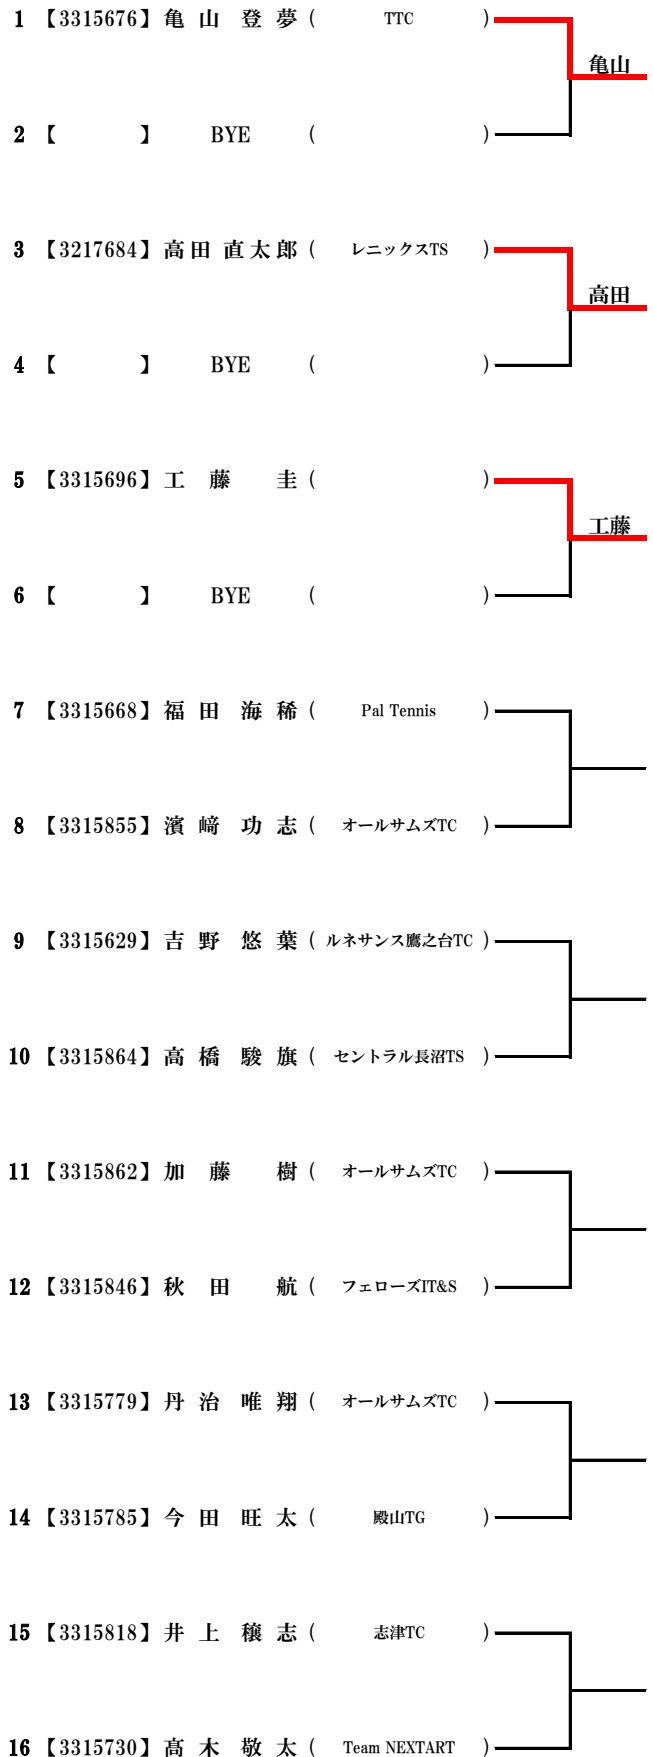 1 【3315676】 亀山 登夢 ( TTC )
亀山
2 【 】 BYE ( )
3 【3217684】 高田 直太郎 ( レニックスTS )
高田
4 【 】 BYE ( )
5 【3315696】 工藤 圭 ( )
工藤
6 【 】 BYE ( )
7 【3315668】 福田 海稀 ( Pal Tennis )
8 【3315855】 濱﨑 功志 ( オールサムズTC )
9 【3315629】 吉野 悠葉 ( ルネサンス鷹之台TC )
10 【3315864】 高橋 駿旗 ( セントラル長沼TS )
11 【3315862】 加藤 樹 ( オールサムズTC )
12 【3315846】 秋田 航 ( フェローズIT&S )
13 【3315779】 丹治 唯翔 ( オールサムズTC )
14 【3315785】 今田 旺太 ( 殿山TG )
15 【3315818】 井上 穣志 ( 志津TC )
16 【3315730】 髙木 敬太 ( Team NEXTART )